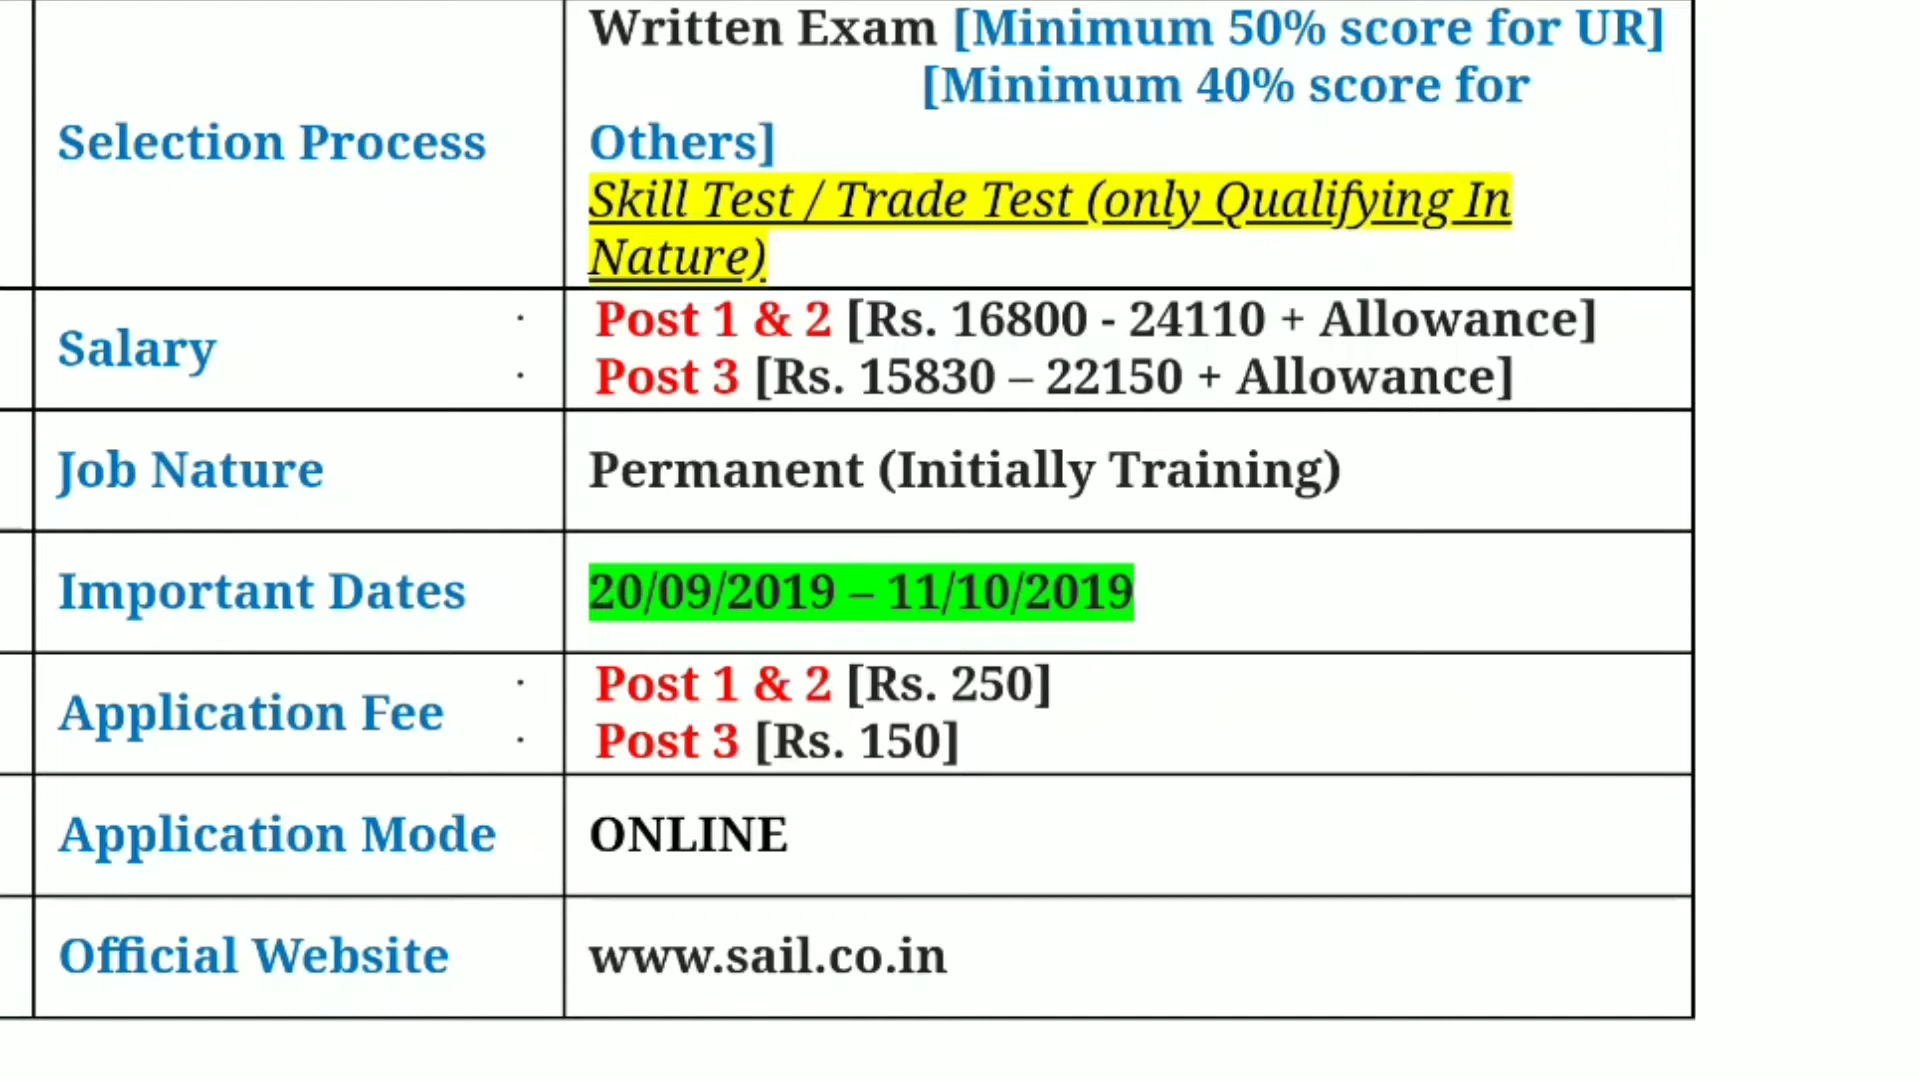 Written Exam [Minimum 50% score for UR]
[Minimum 40% score for
Selection Process
Others]
Skill Test / Trade Test (only Qualifying In
Nature)
Salary
Post 1 & 2 [Rs. 16800 - 24110 + Allowance]
Post 3 [Rs. 15830 – 22150 + Allowance]
Job Nature
Permanent (Initially Training)
Important Dates
20/09/2019 – 11/10/2019
Application Fee
Post 1 & 2 [Rs. 250]
Post 3 [Rs. 150]
Application Mode
ONLINE
Official Website
www.sail.co.in